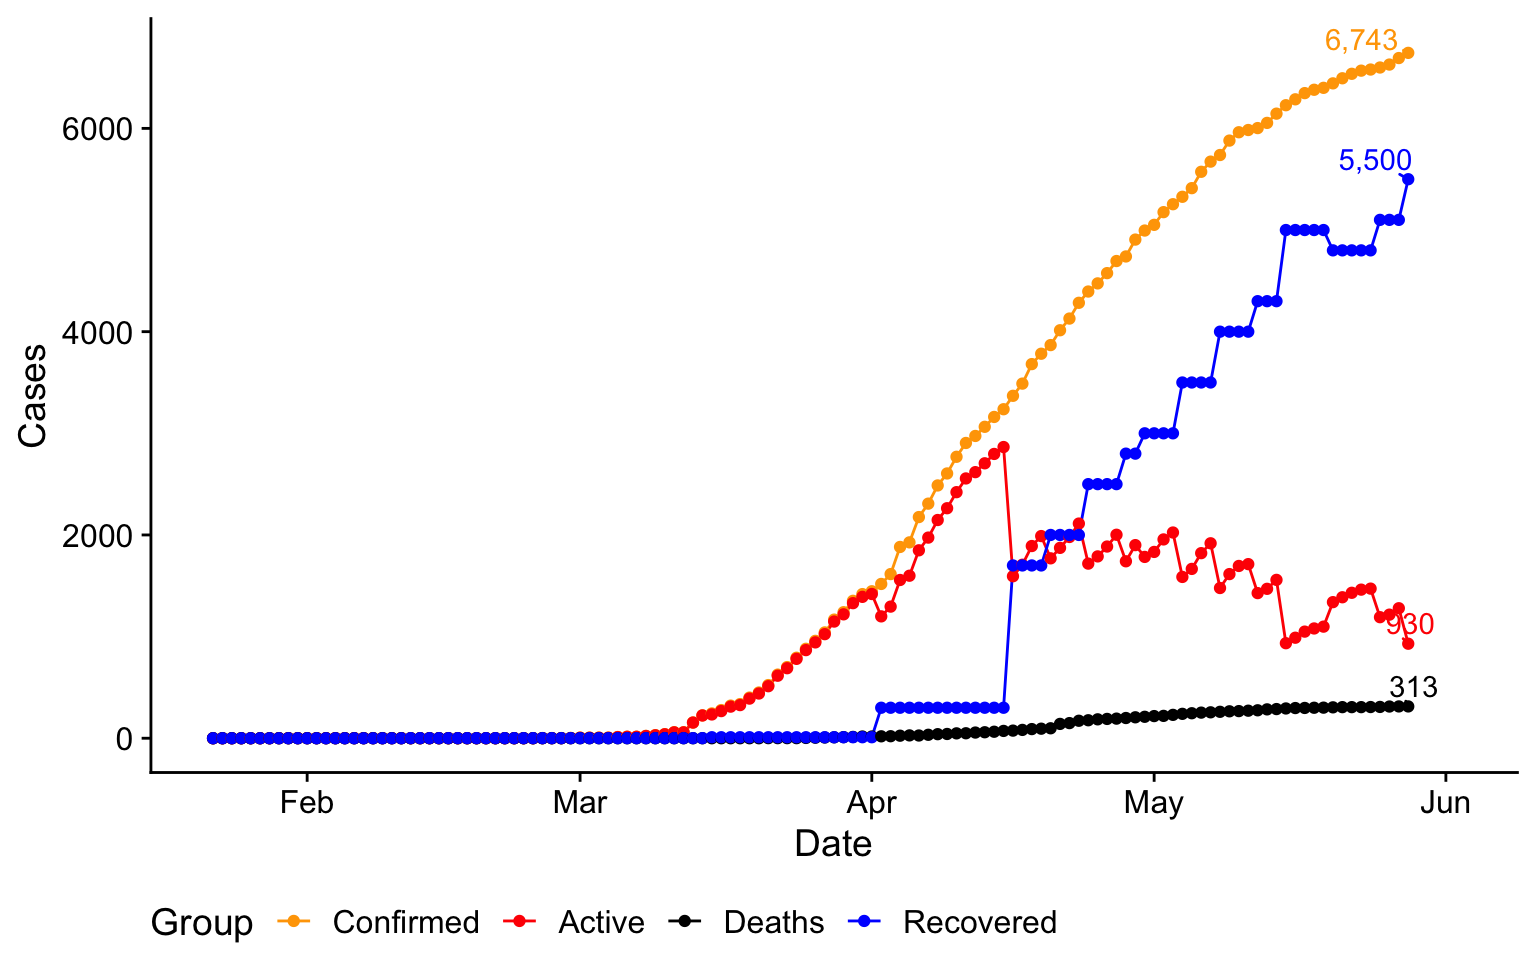 6,743
6000
5,500
4000
Cases
2000
930
313
0
Feb Mar Apr May Jun
Date
Group Confirmed Active Deaths Recovered